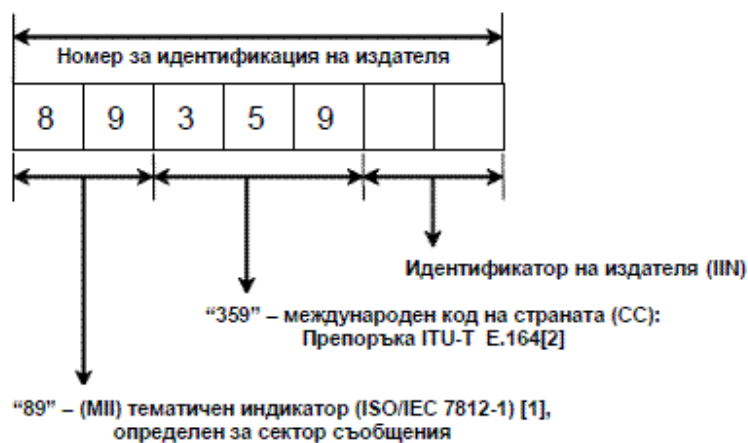 Номер за идентификация на издателя
8 9 3 5 9
Идентификатор на издателя (IIN)
“359” – международен код на страната (CC):
Препоръка ITU-T E.164[2]
“89” – (MII) тематичен индикатор (ISO/IEC 7812-1) [1],
определен за сектор съобщения